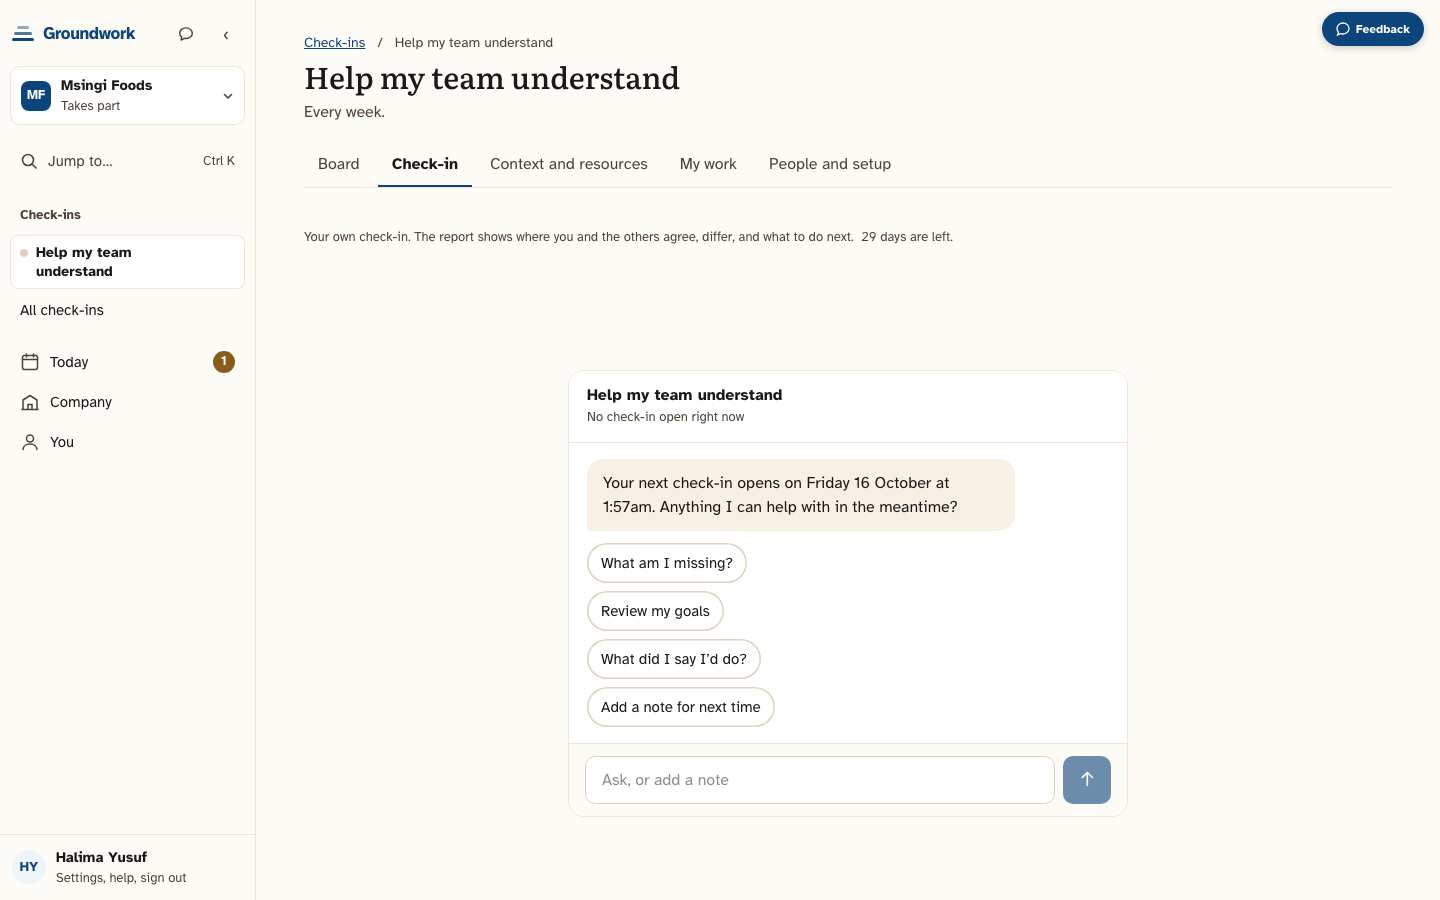 Groundwork
MF
Msingi Foods
Takes part
Jump to...
Ctrl K
Check-ins
Help my team
understand
All check-ins
Today
1
Company
You
HY
Halima Yusuf
Settings, help, sign out
Feedback
Check-ins / Help my team understand
Help my team understand
Every week.
Board
Check-in
Context and resources
My work
People and setup
Your own check-in. The report shows where you and the others agree, differ, and what to do next. 29 days are left.
Help my team understand
No check-in open right now
Your next check-in opens on Friday 16 October at
1:57am. Anything I can help with in the meantime?
What am I missing?
Review my goals
What did I say I'd do?
Add a note for next time
Ask, or add a note